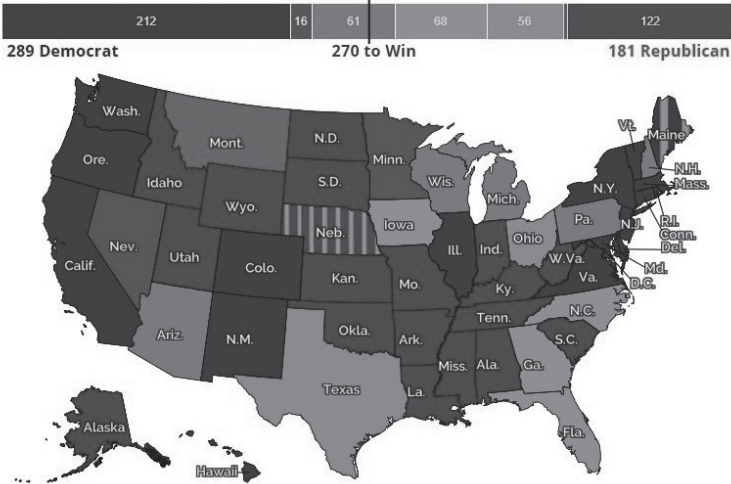 212 16 61 68 56 122
289 Democrat 270 to Win 181 Republican
Wash.
Mont.
N.D.
Minn.
Vt.
Maine
Ore.
Idaho
S.D.
Wis.
Mich.
N.Y.
N.H.
Mass.
Wyo.
Neb.
Iowa
Pa.
N.J.
R.I.
Conn.
Del.
Nev.
Utah
Colo.
Ill.
Ind.
Ohio
W.Va.
Md.
D.C.
Calif.
Kan.
Mo.
Ky.
Va.
Ariz.
N.M.
Okla.
Ark.
Tenn.
N.C.
Texas
La.
Miss.
Ala.
Ga.
S.C.
Fla.
Alaska
Hawaii